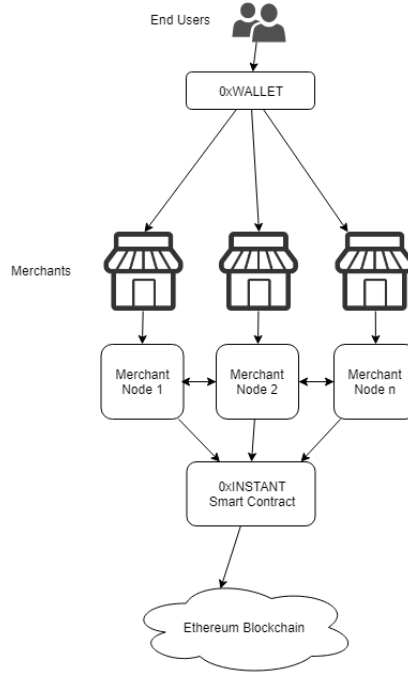 End Users
0xWALLET
Merchants
Merchant
Node 1
Merchant
Node 2
Merchant
Node n
0xINSTANT
Smart Contract
Ethereum Blockchain